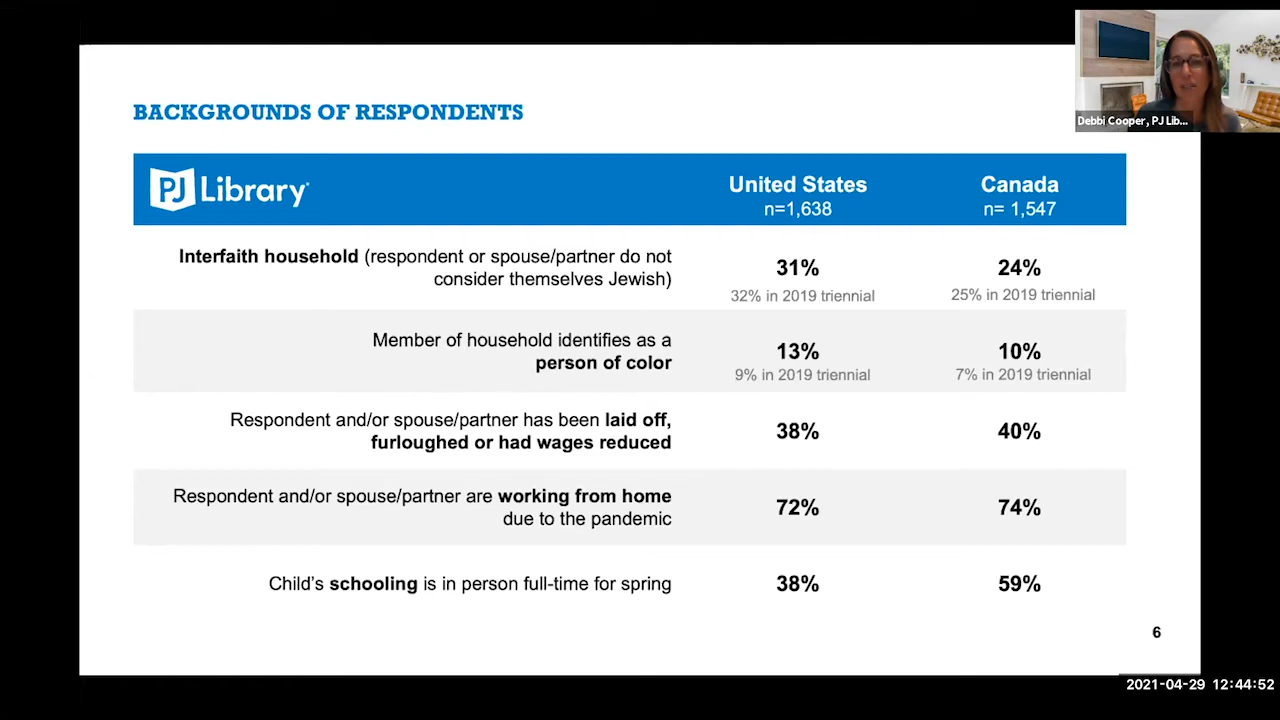 Debbi Cooper, PJ Lib...
BACKGROUNDS OF RESPONDENTS
PJ Library
United States
n=1,638
Canada
n= 1,547
Interfaith household (respondent or spouse/partner do not
consider themselves Jewish)
31%
32% in 2019 triennial
24%
25% in 2019 triennial
Member of household identifies as a
person of color
13%
9% in 2019 triennial
10%
7% in 2019 triennial
Respondent and/or spouse/partner has been laid off,
furloughed or had wages reduced
38%
40%
Respondent and/or spouse/partner are working from home
due to the pandemic
72%
74%
Child's schooling is in person full-time for spring
38%
59%
6
2021-04-29 12:44:52